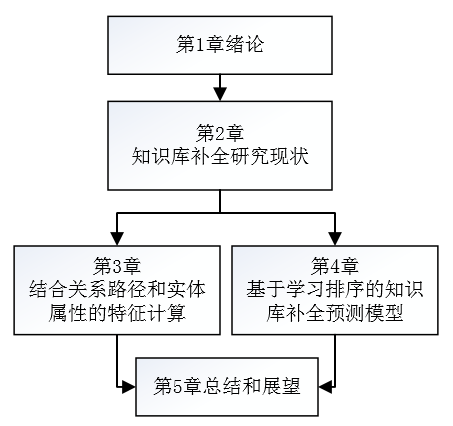 第1章绪论
第2章
知识库补全研究现状
第3章
结合关系路径和实体
属性的特征计算
第4章
基于学习排序的知识
库补全预测模型
第5章总结和展望